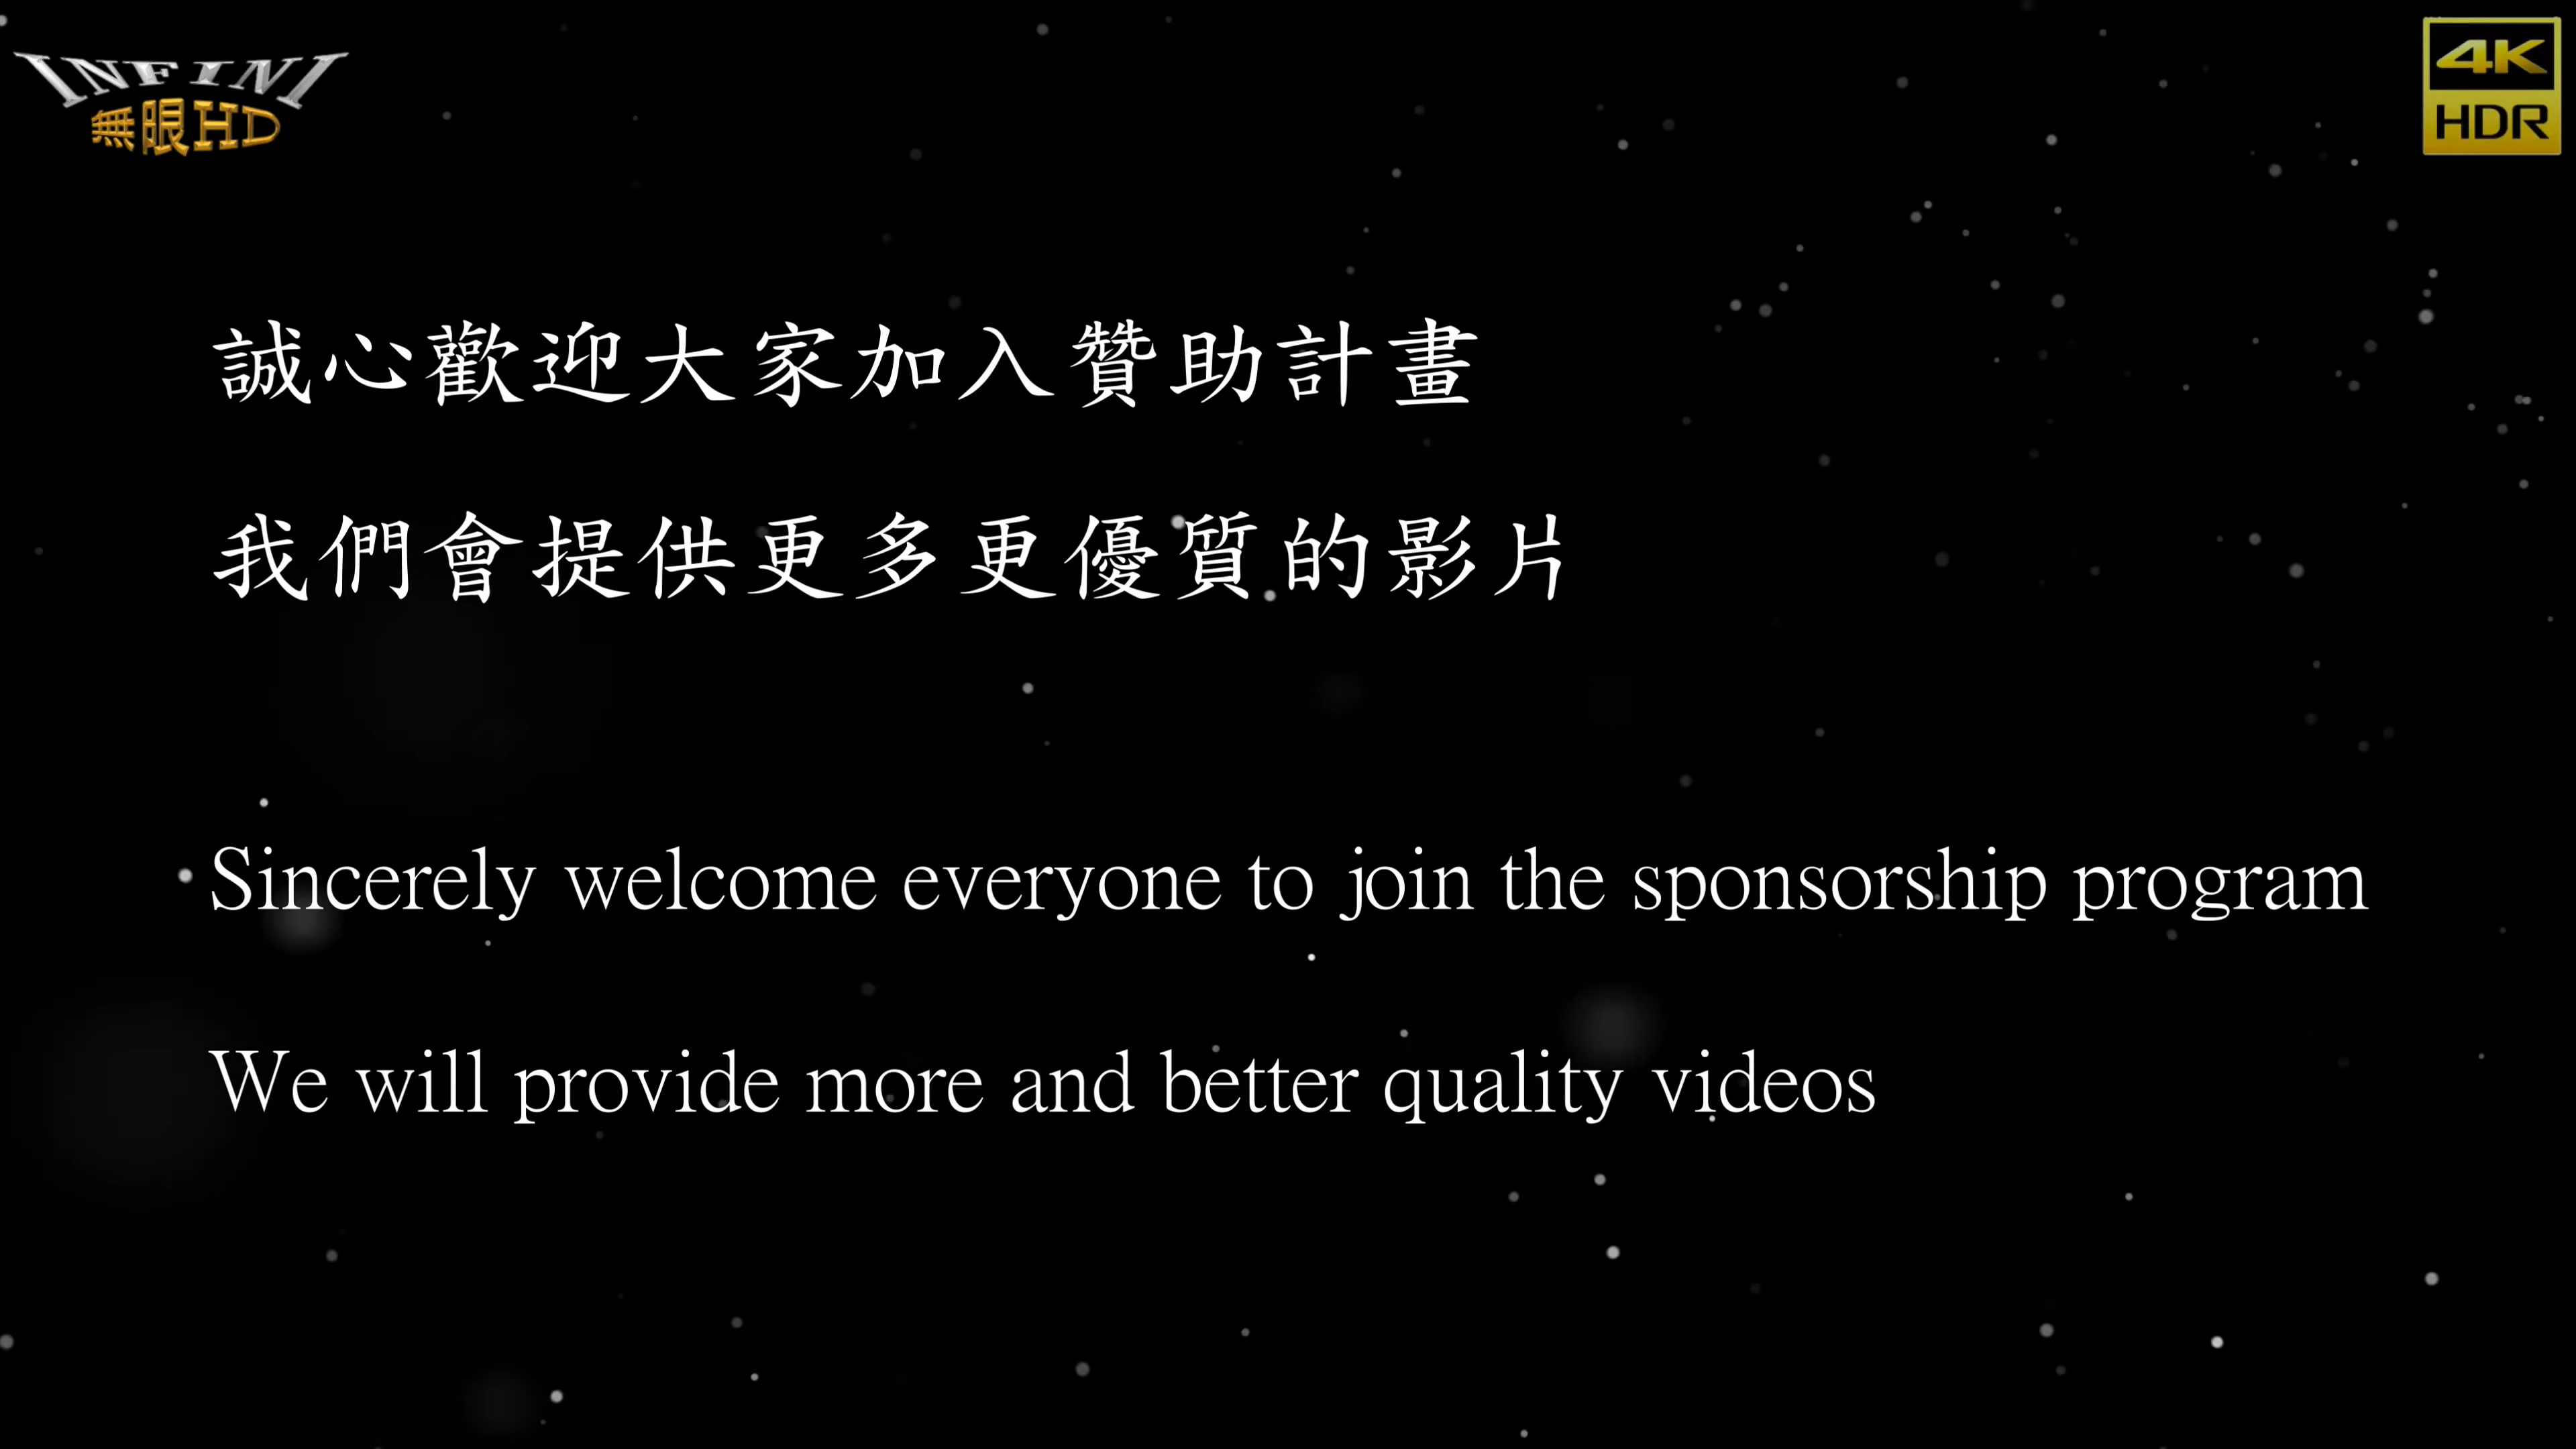 INFINI
無限HD
4K
HDR
誠心歡迎大家加入贊助計畫
我們會提供更多更優質的影片
Sincerely welcome everyone to join the sponsorship program
We will provide more and better quality videos